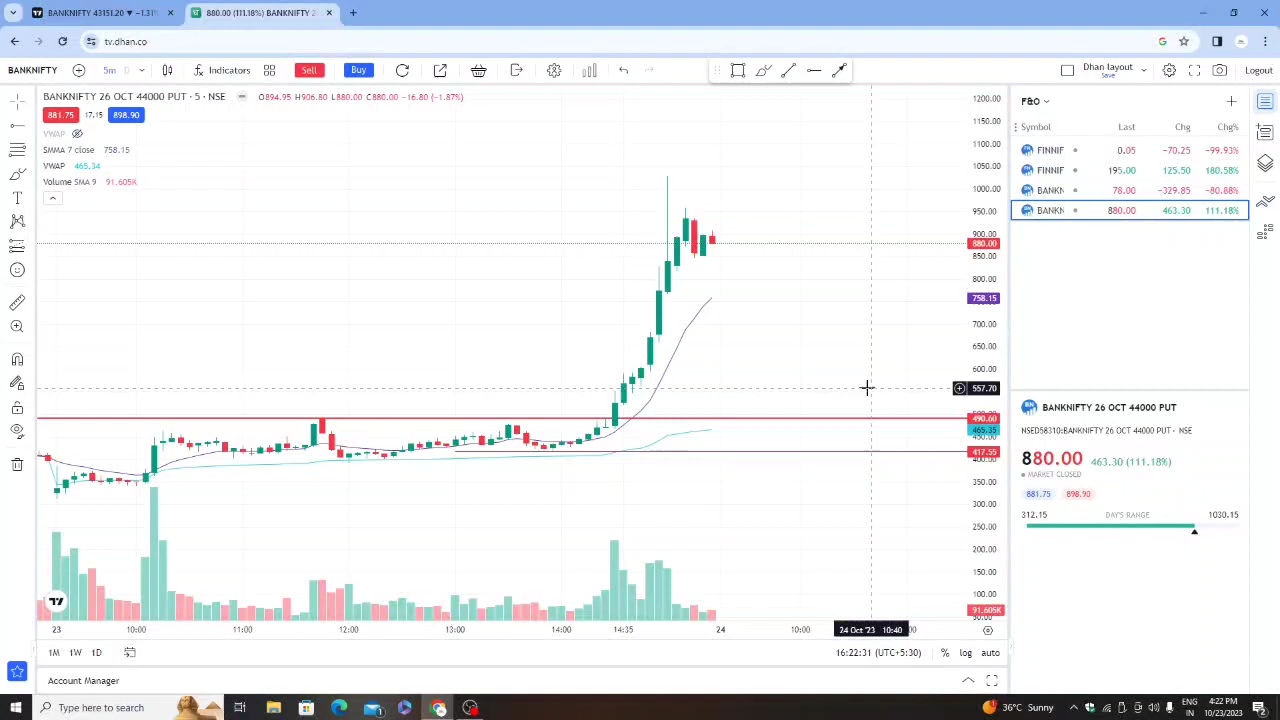 BANKNIFTY 43151.20 ▼ −1.31%
880.00 (111.18%) BANKNIFTY 2
tv.dhan.co
BANKNIFTY 5m D Indicators Sell Buy Dhan layout Save Logout
BANKNIFTY 26 OCT 44000 PUT · 5 · NSE O894.95 H906.80 L880.00 C880.00 −16.80 (−1.87%)
881.75 17.15 898.90
VWAP
SMMA 7 close 758.15
VWAP 465.34
Volume SMA 9 91.605K
1200.00
1150.00
1100.00
1050.00
1000.00
950.00
900.00
880.00
850.00
800.00
758.15
700.00
650.00
600.00
557.70
490.60
465.35
450.00
417.55
400.00
350.00
300.00
250.00
200.00
150.00
100.00
91.605K
50.00
23 10:00 11:00 12:00 13:00 14:00 14:35 24 10:00 24 Oct '23 10:40
1M 1W 1D 16:22:31 (UTC+5:30) % log auto
Account Manager
F&O
Symbol Last Chg Chg%
FINNIF 0.05 −70.25 −99.93%
FINNIF 195.00 125.50 180.58%
BANKN 78.00 −329.85 −80.88%
BANKN 880.00 463.30 111.18%
BANKNIFTY 26 OCT 44000 PUT
NSED58310:BANKNIFTY 26 OCT 44000 PUT · NSE
880.00 463.30 (111.18%)
MARKET CLOSED
881.75 898.90
312.15 DAY'S RANGE 1030.15
Type here to search
36°C Sunny
ENG
IN
4:22 PM
10/23/2023